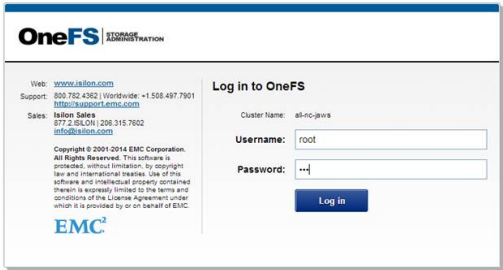 OneFS STORAGE ADMINISTRATION
Web: www.isilon.com
Support: 800.782.4362 | Worldwide: +1.508.497.7901
http://support.emc.com
Sales: Isilon Sales
877.2.ISILON | 206.315.7602
info@isilon.com
Copyright © 2001-2014 EMC Corporation.
All Rights Reserved. This software is
protected, without limitation, by copyright
law and international treaties. Use of this
software and intellectual property contained
therein is expressly limited to the terms and
conditions of the License Agreement under
which it is provided by or on behalf of EMC.
EMC²
Log in to OneFS
Cluster Name: all-nc-jaws
Username: root
Password: •••
Log in